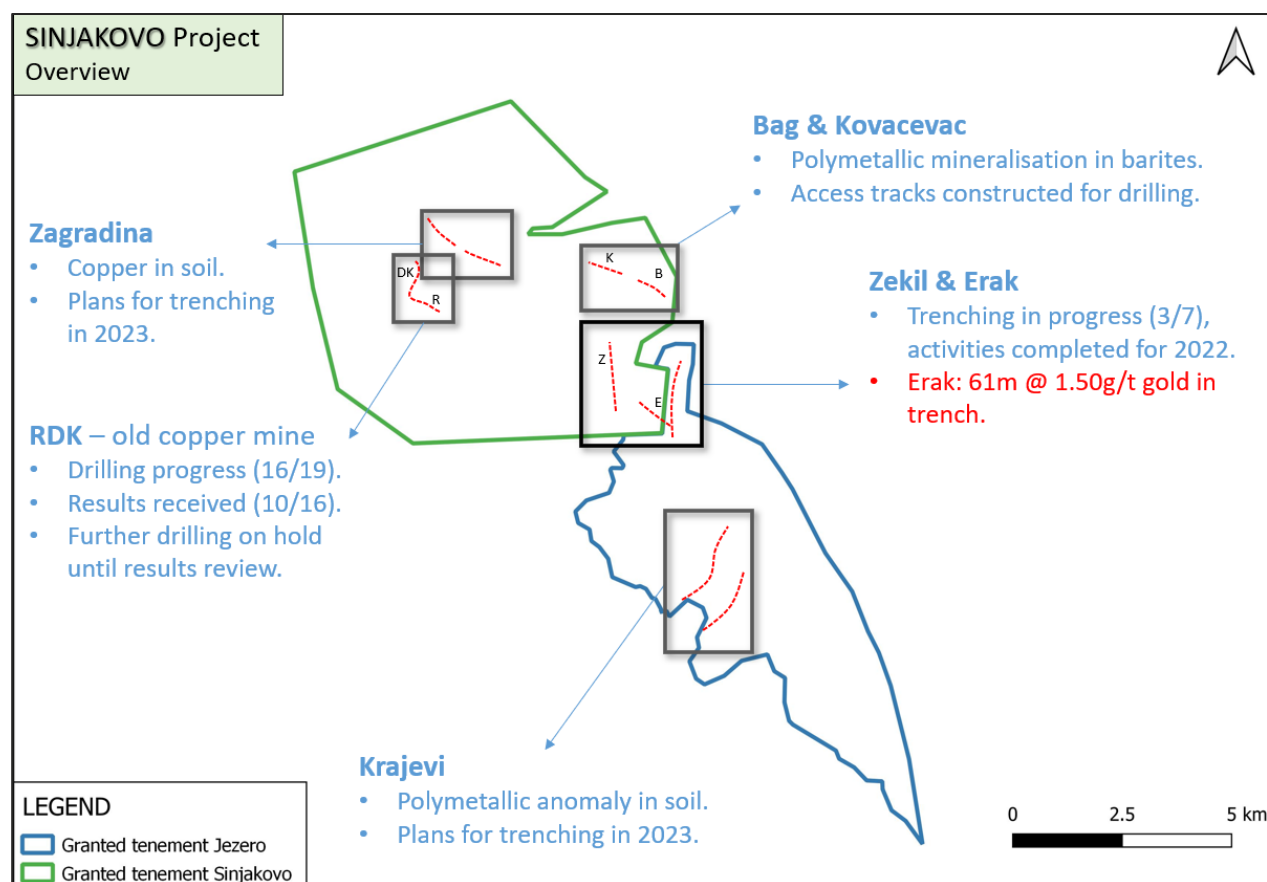 SINJAKOVO Project
Overview
Bag & Kovacevac
• Polymetallic mineralisation in barites.
• Access tracks constructed for drilling.
Zagradina
• Copper in soil.
• Plans for trenching
in 2023.
DK
R
K
B
Zekil & Erak
• Trenching in progress (3/7),
activities completed for 2022.
• Erak: 61m @ 1.50g/t gold in
trench.
Z
E
RDK – old copper mine
• Drilling progress (16/19).
• Results received (10/16).
• Further drilling on hold
until results review.
Krajevi
• Polymetallic anomaly in soil.
• Plans for trenching in 2023.
LEGEND
Granted tenement Jezero
Granted tenement Sinjakovo
0 2.5 5 km